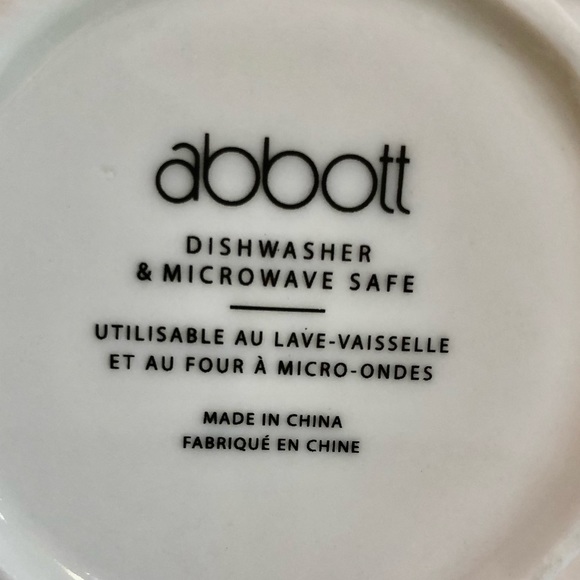 abbott
DISHWASHER
& MICROWAVE SAFE
UTILISABLE AU LAVE-VAISSELLE
ET AU FOUR À MICRO-ONDES
MADE IN CHINA
FABRIQUÉ EN CHINE